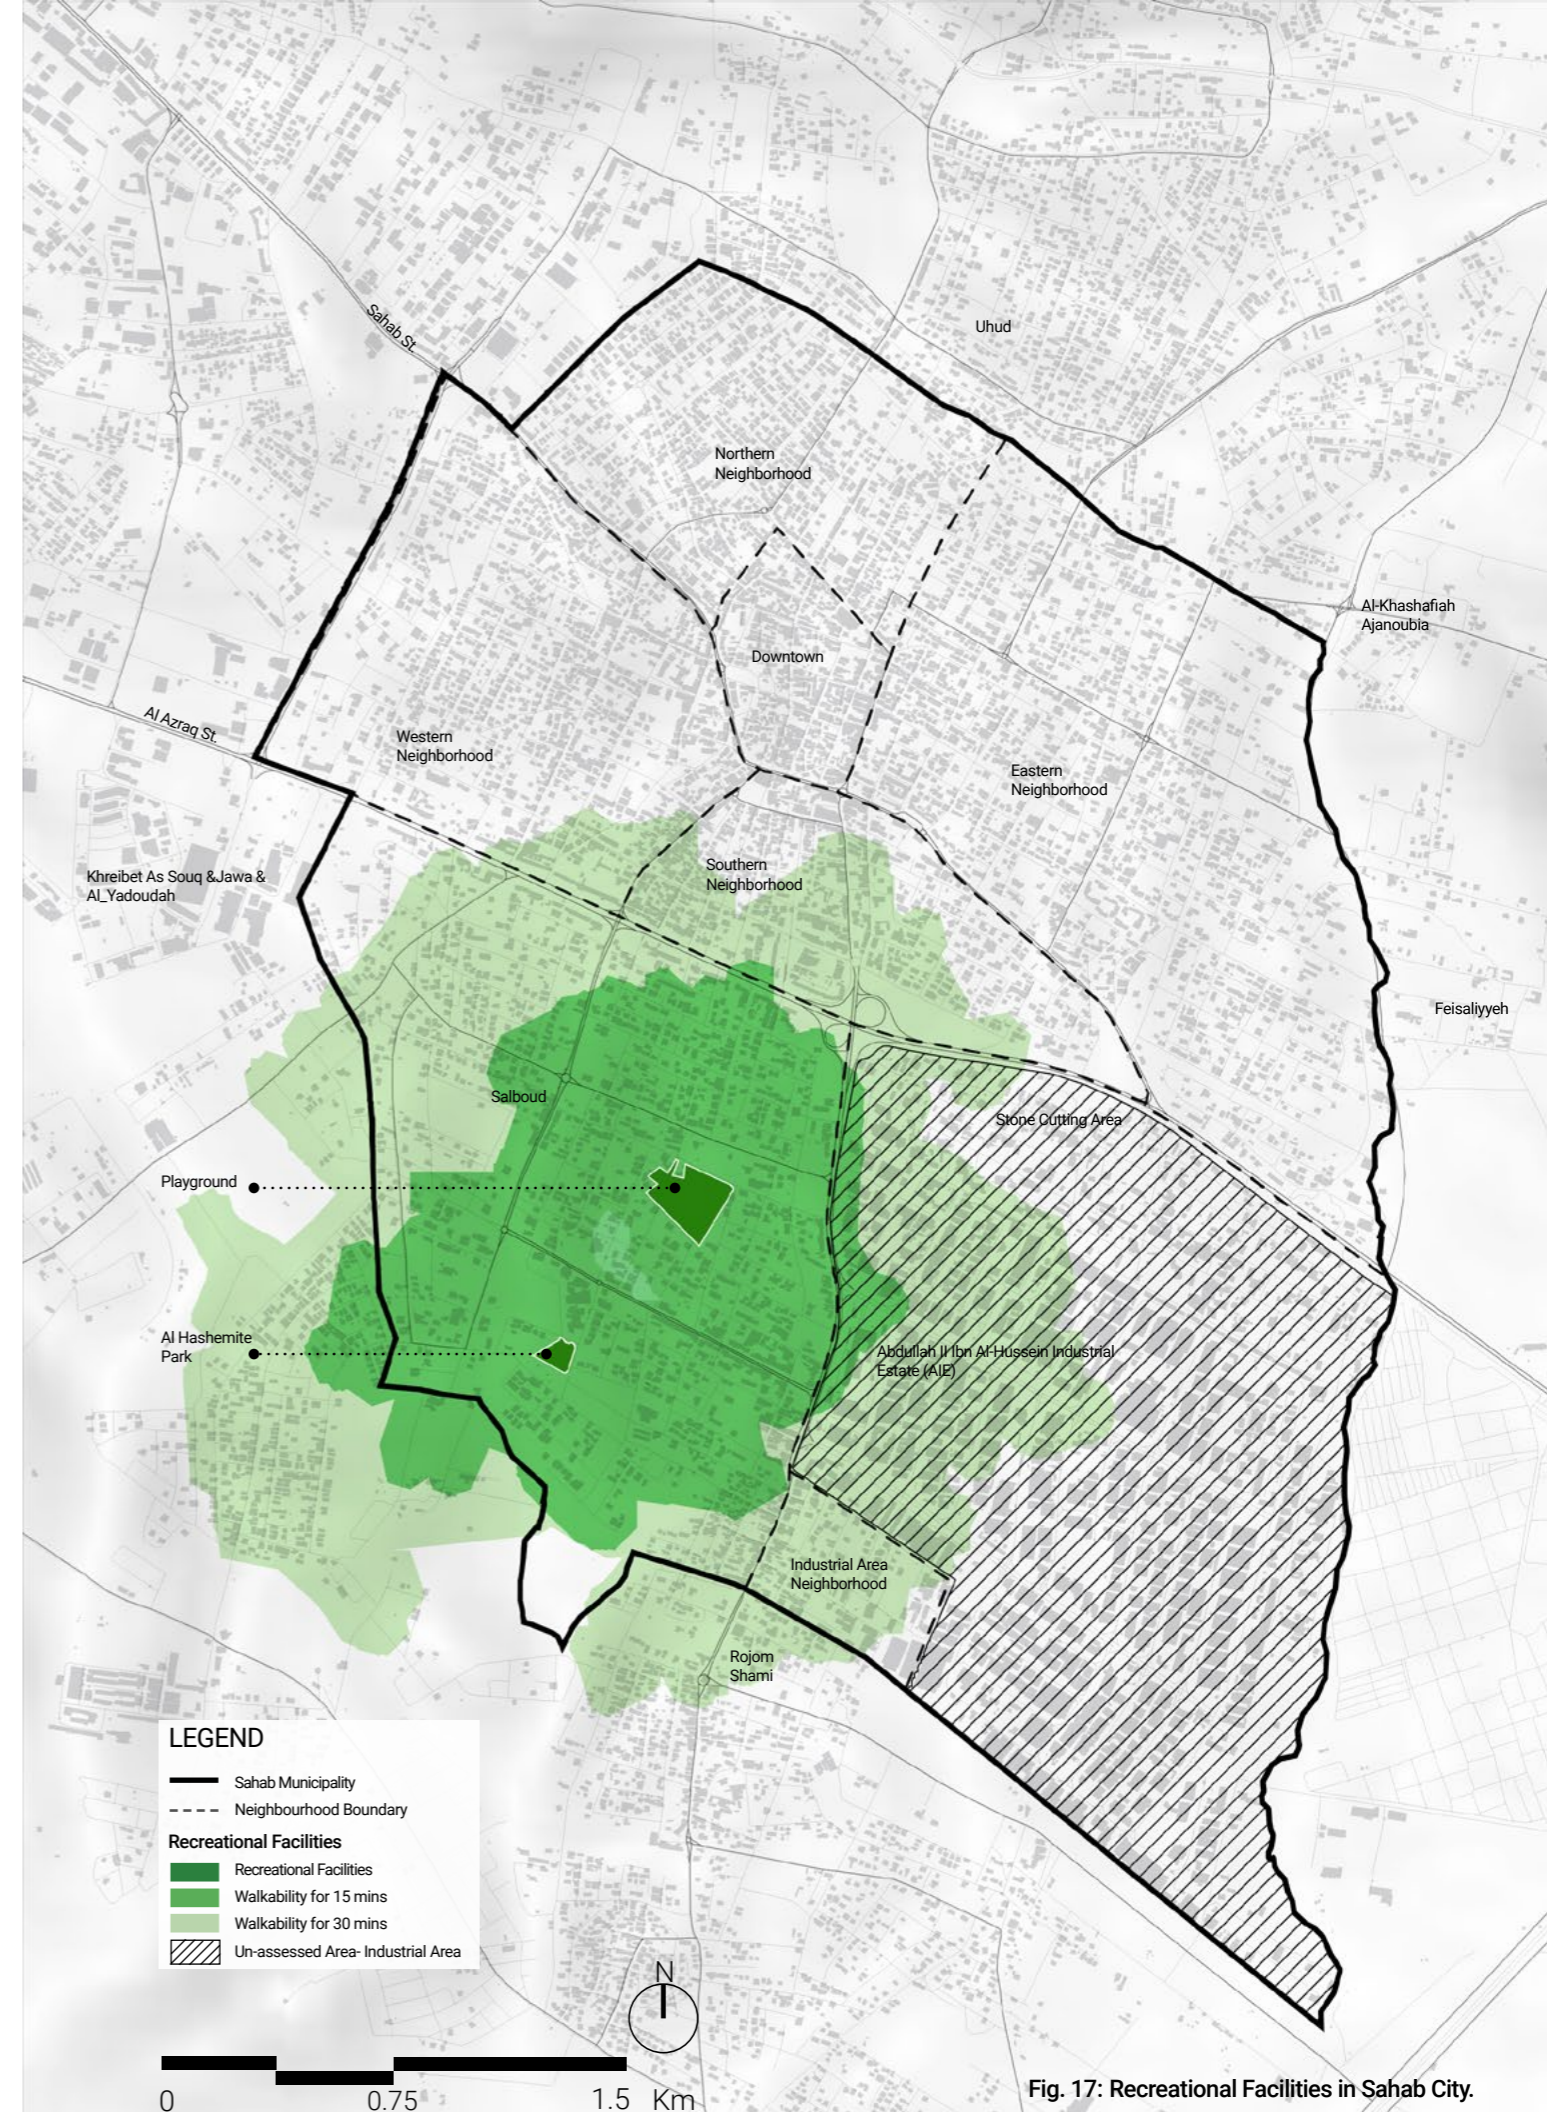 Sahab St.
Uhud
Northern
Neighborhood
Al-Khashafiah
Ajanoubia
Downtown
Al Azraq St.
Western
Neighborhood
Eastern
Neighborhood
Khreibet As Souq &Jawa &
Al_Yadoudah
Southern
Neighborhood
Feisaliyyeh
Salboud
Stone Cutting Area
Playground
Al Hashemite
Park
Abdullah II Ibn Al-Hussein Industrial
Estate (AIE)
Industrial Area
Neighborhood
Rojom
Shami
LEGEND
Sahab Municipality
Neighbourhood Boundary
Recreational Facilities
Recreational Facilities
Walkability for 15 mins
Walkability for 30 mins
Un-assessed Area- Industrial Area
N
0 0.75 1.5 Km
Fig. 17: Recreational Facilities in Sahab City.